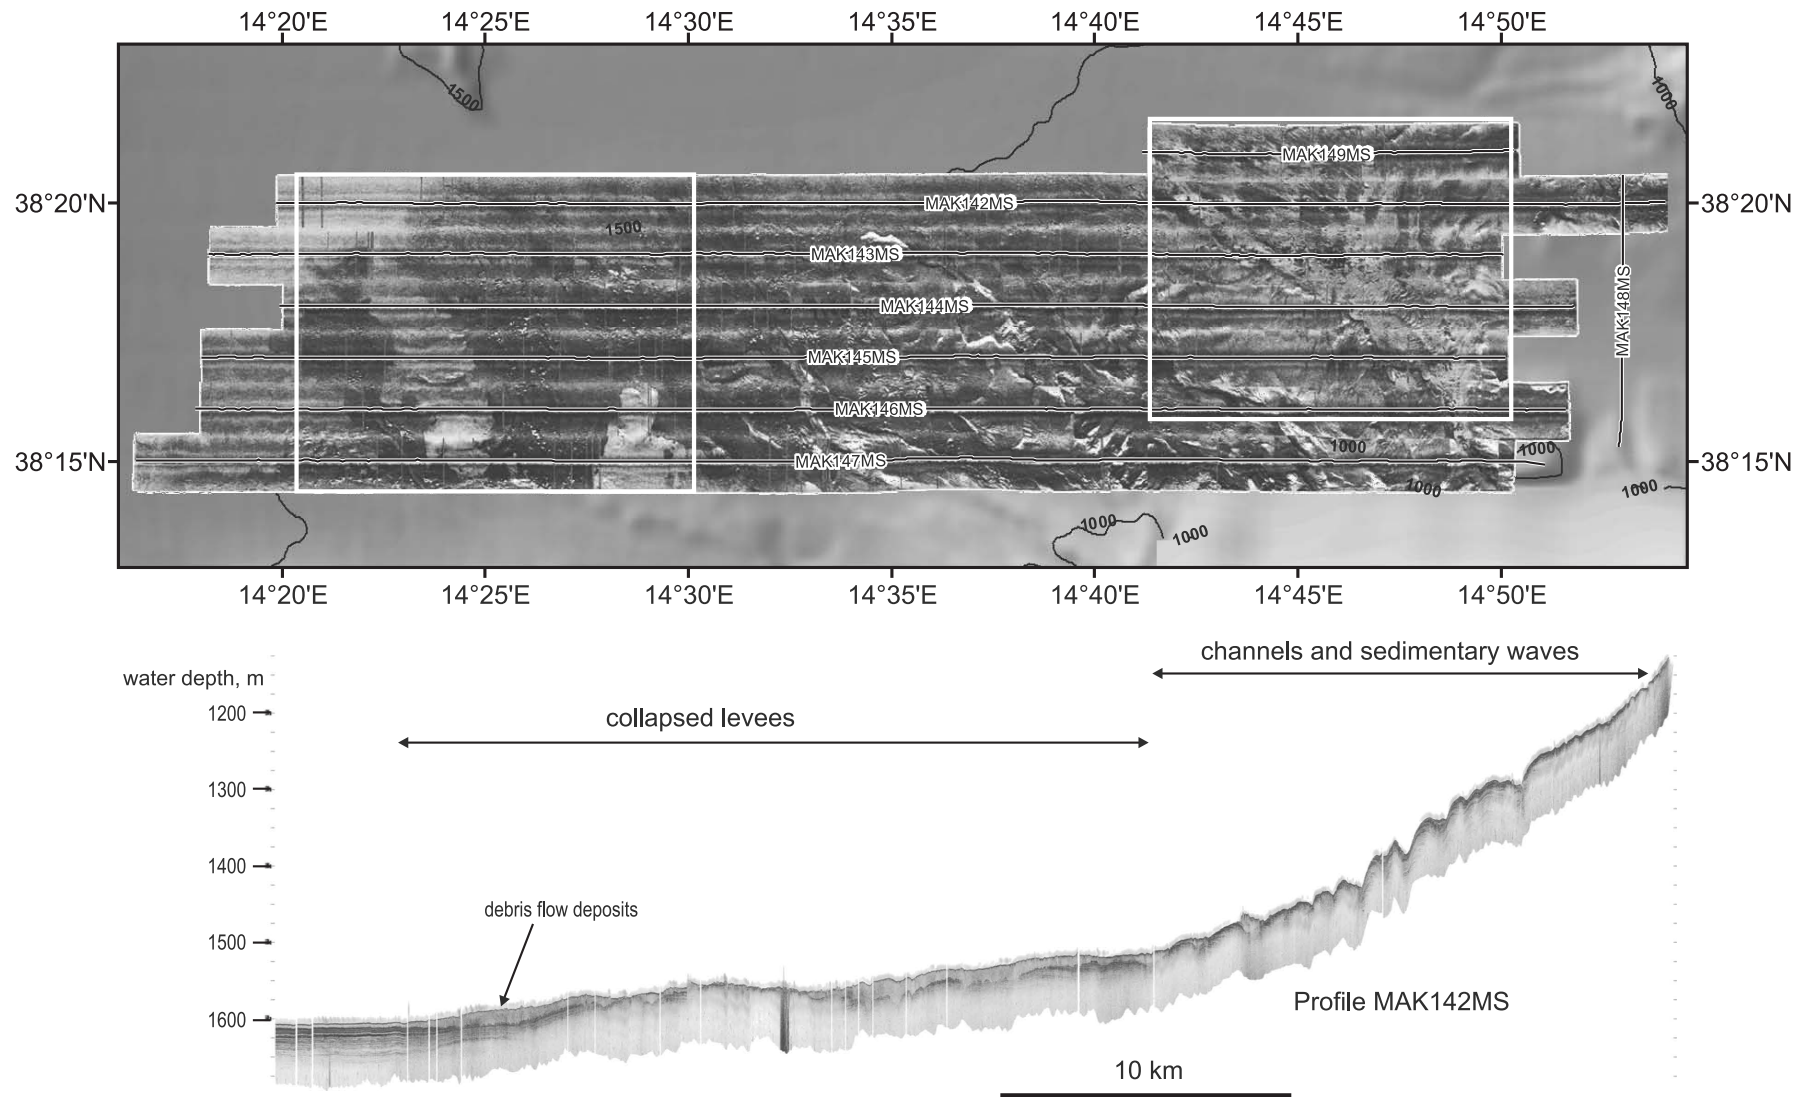 14°20'E 14°25'E 14°30'E 14°35'E 14°40'E 14°45'E 14°50'E
1500
1000
MAK149MS
38°20'N MAK142MS 38°20'N
1500
MAK143MS
MAK144MS
MAK148MS
MAK145MS
MAK146MS
1000
1000
38°15'N MAK147MS 38°15'N
1000
1000
1000
1000
14°20'E 14°25'E 14°30'E 14°35'E 14°40'E 14°45'E 14°50'E
channels and sedimentary waves
water depth, m
1200
collapsed levees
1300
1400
debris flow deposits
1500
Profile MAK142MS
1600
10 km